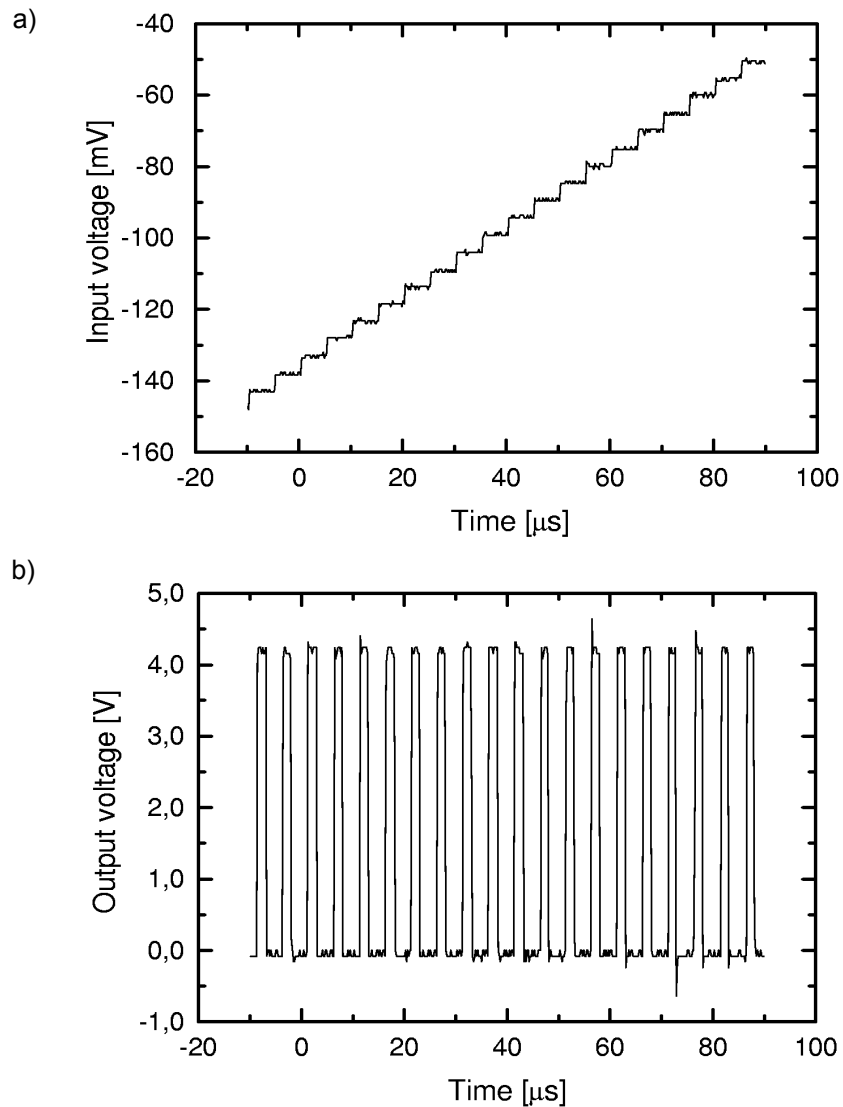 a)
-40
-60
-80
-100
-120
-140
-160
Input voltage [mV]
-20 0 20 40 60 80 100
Time [μs]
b)
5,0
4,0
3,0
2,0
1,0
0,0
-1,0
Output voltage [V]
-20 0 20 40 60 80 100
Time [μs]